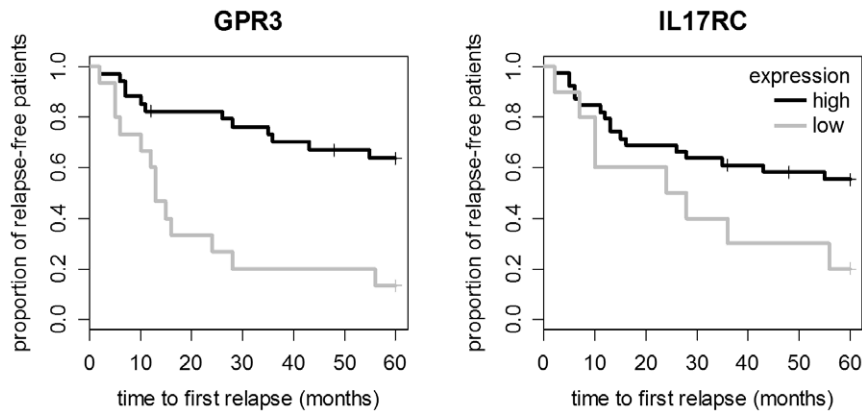 GPR3
proportion of relapse-free patients
1.0
0.8
0.6
0.4
0.2
0.0
0 10 20 30 40 50 60
time to first relapse (months)
IL17RC
proportion of relapse-free patients
1.0
0.8
0.6
0.4
0.2
0.0
expression
high
low
0 10 20 30 40 50 60
time to first relapse (months)